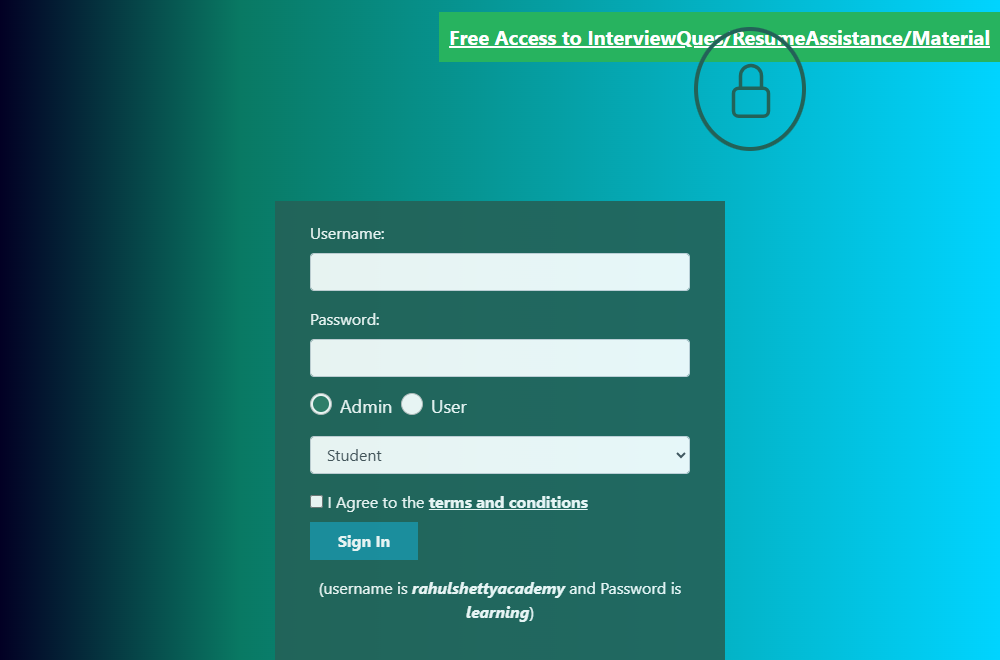 Free Access to InterviewQues/ResumeAssistance/Material
Username:
Password:
Admin User
Student
I Agree to the terms and conditions
Sign In
(username is rahulshettyacademy and Password is
learning)